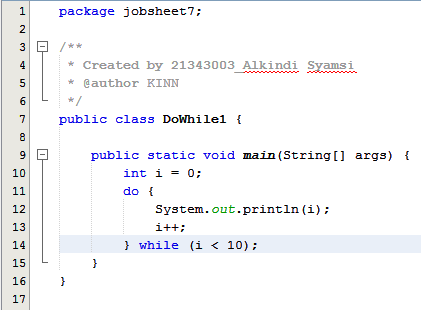 1 package jobsheet7;
2
3 /**
4  * Created by 21343003 Alkindi Syamsi
5  * @author KINN
6  */
7 public class DoWhile1 {
8
9     public static void main(String[] args) {
10         int i = 0;
11         do {
12             System.out.println(i);
13             i++;
14         } while (i < 10);
15     }
16 }
17